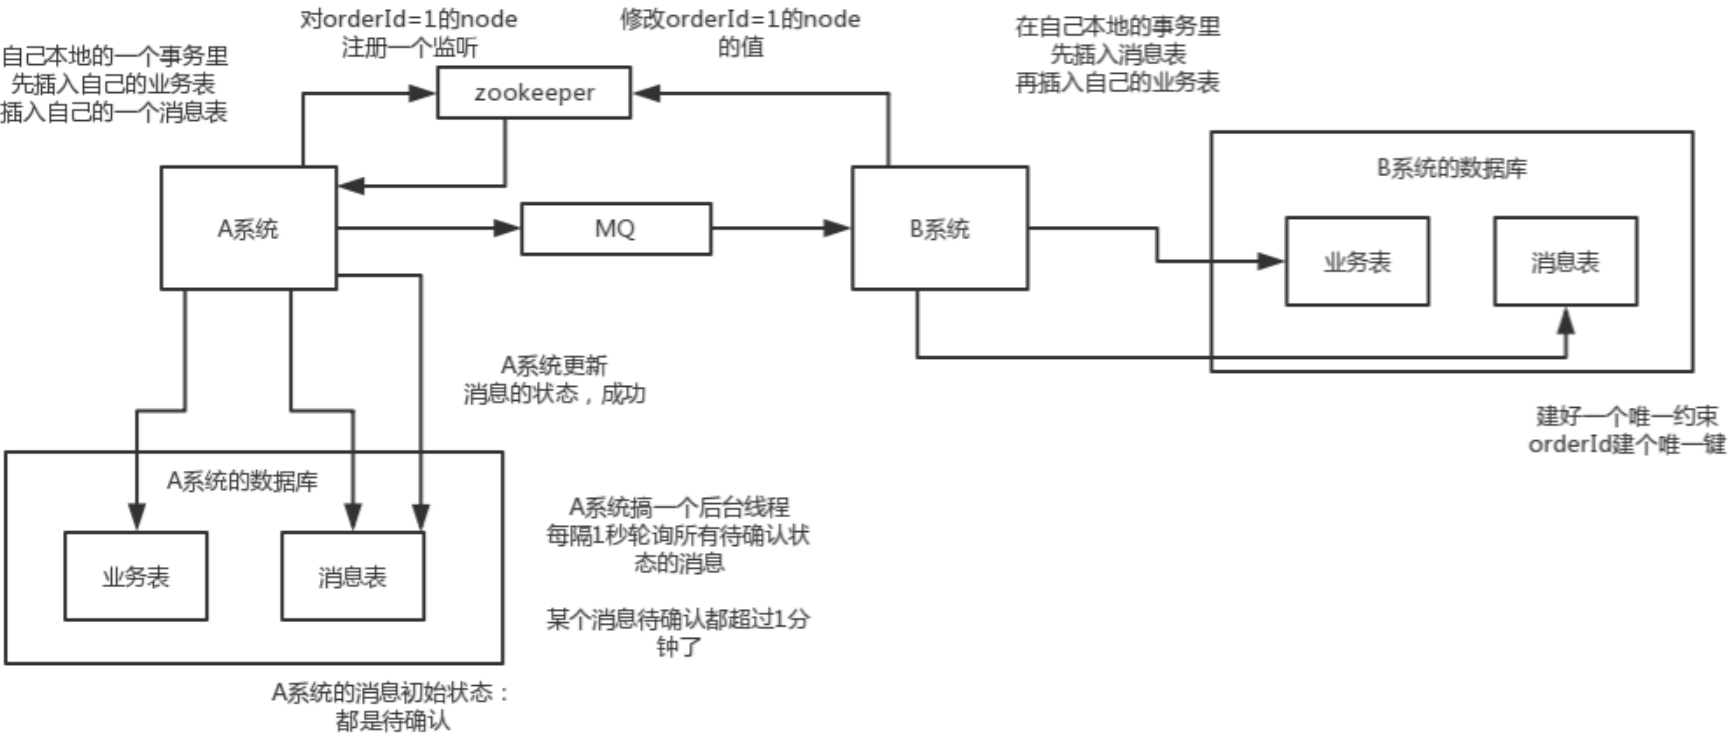 自己本地的一个事务里
先插入自己的业务表
插入自己的一个消息表
对orderId=1的node
注册一个监听
修改orderId=1的node
的值
在自己本地的事务里
先插入消息表
再插入自己的业务表
zookeeper
A系统
MQ
B系统
B系统的数据库
业务表
消息表
A系统更新
消息的状态，成功
建好一个唯一约束
orderId建个唯一键
A系统的数据库
业务表
消息表
A系统搞一个后台线程
每隔1秒轮询所有待确认状
态的消息
某个消息待确认都超过1分
钟了
A系统的消息初始状态：
都是待确认